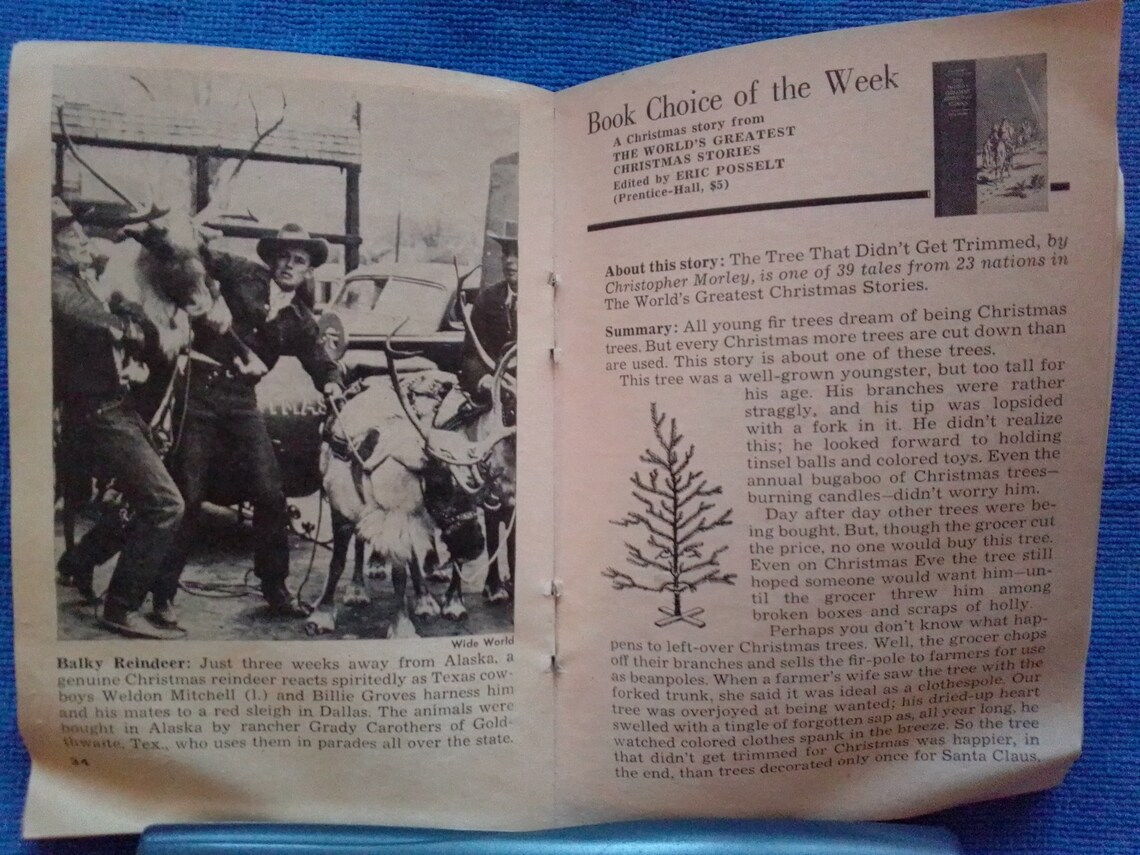 Wide World
Balky Reindeer: Just three weeks away from Alaska, a
genuine Christmas reindeer reacts spiritedly as Texas cow-
boys Weldon Mitchell (l.) and Billie Groves harness him
and his mates to a red sleigh in Dallas. The animals were
bought in Alaska by rancher Grady Carothers of Gold-
thwaite, Tex., who uses them in parades all over the state.
34
Book Choice of the Week
A Christmas story from
THE WORLD'S GREATEST
CHRISTMAS STORIES
Edited by ERIC POSSELT
(Prentice-Hall, $5)
About this story: The Tree That Didn't Get Trimmed, by
Christopher Morley, is one of 39 tales from 23 nations in
The World's Greatest Christmas Stories.
Summary: All young fir trees dream of being Christmas
trees. But every Christmas more trees are cut down than
are used. This story is about one of these trees.
This tree was a well-grown youngster, but too tall for
his age. His branches were rather
straggly, and his tip was lopsided
with a fork in it. He didn't realize
this; he looked forward to holding
tinsel balls and colored toys. Even the
annual bugaboo of Christmas trees—
burning candles—didn't worry him.
Day after day other trees were be-
ing bought. But, though the grocer cut
the price, no one would buy this tree.
Even on Christmas Eve the tree still
hoped someone would want him—un-
til the grocer threw him among
broken boxes and scraps of holly.
Perhaps you don't know what hap-
pens to left-over Christmas trees. Well, the grocer chops
off their branches and sells the fir-pole to farmers for use
as beanpoles. When a farmer's wife saw the tree with the
forked trunk, she said it was ideal as a clothespole. Our
tree was overjoyed at being wanted; his dried-up heart
swelled with a tingle of forgotten sap as, all year long, he
watched colored clothes spank in the breeze. So the tree
that didn't get trimmed for Christmas was happier, in
the end, than trees decorated only once for Santa Claus.